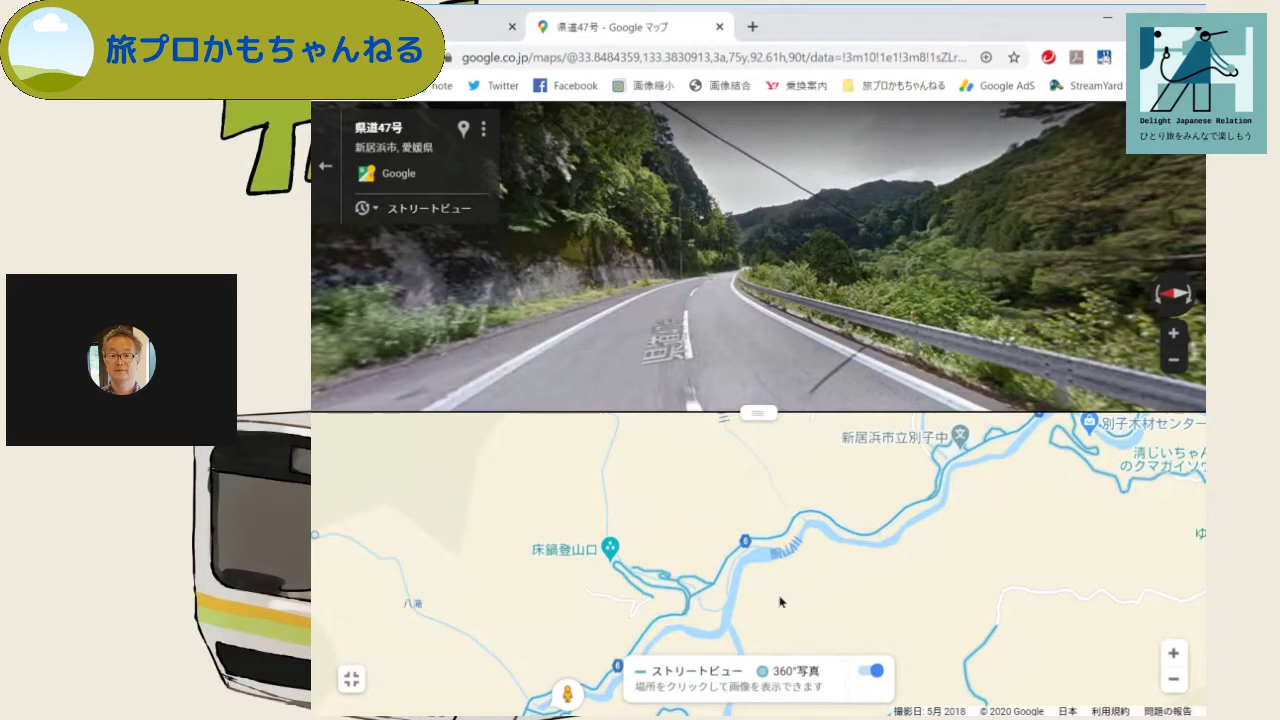 旅プロかもちゃんねる
県道47号 - Google マップ
google.co.jp/maps/@33.8484359,133.3830913,3a,75y,92.61h,90t/data=!3m10!1e1!3m8!1sZLr...
note
Twitter
Facebook
画像縮小
画像結合
乗換案内
旅プロかもちゃんねる
Google AdS
StreamYard
Delight Japanese Relation
ひとり旅をみんなで楽しもう
県道47号
新居浜市, 愛媛県
Google
ストリートビュー
新居浜市立別子中
別子木材センター
清じいちゃん
のクマガイソウ
床鍋登山口
6
銅山川
ゆ
八滝
6
ストリートビュー
360°写真
場所をクリックして画像を表示できます
撮影日: 5月 2018
© 2020 Google
日本
利用規約
問題の報告